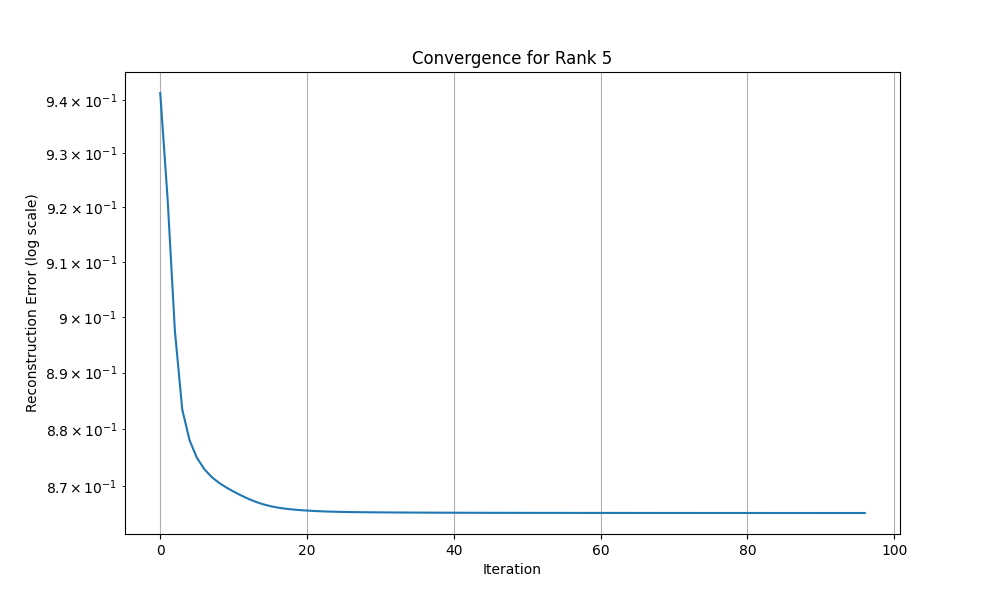 Convergence for Rank 5
Reconstruction Error (log scale)
9.4 × 10⁻¹
9.3 × 10⁻¹
9.2 × 10⁻¹
9.1 × 10⁻¹
9 × 10⁻¹
8.9 × 10⁻¹
8.8 × 10⁻¹
8.7 × 10⁻¹
0 20 40 60 80 100
Iteration